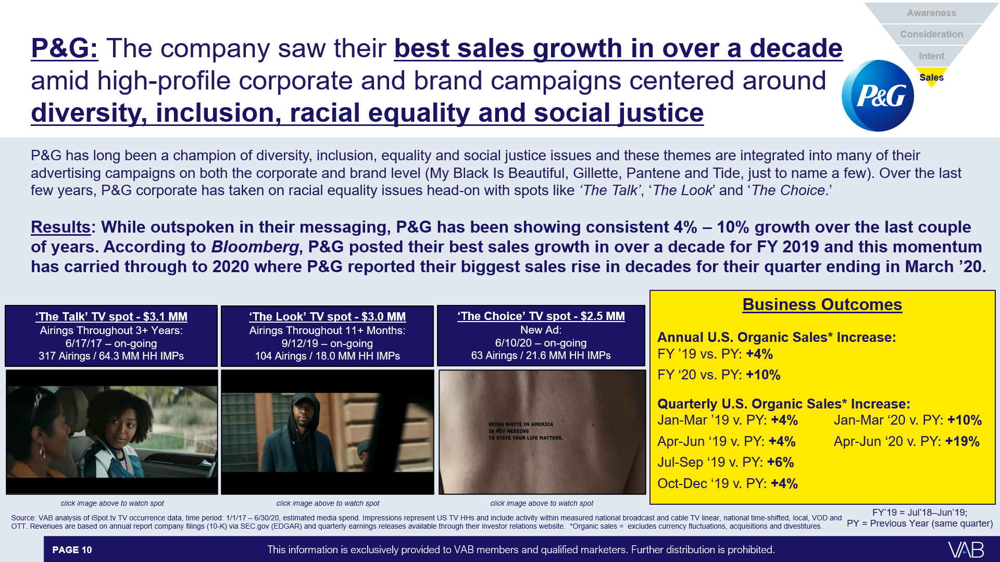 Awareness
Consideration
Intent
Sales
P&G: The company saw their best sales growth in over a decade
amid high-profile corporate and brand campaigns centered around
diversity, inclusion, racial equality and social justice
P&G
P&G has long been a champion of diversity, inclusion, equality and social justice issues and these themes are integrated into many of their
advertising campaigns on both the corporate and brand level (My Black Is Beautiful, Gillette, Pantene and Tide, just to name a few). Over the last
few years, P&G corporate has taken on racial equality issues head-on with spots like ‘The Talk’, ‘The Look’ and ‘The Choice.’
Results: While outspoken in their messaging, P&G has been showing consistent 4% – 10% growth over the last couple
of years. According to Bloomberg, P&G posted their best sales growth in over a decade for FY 2019 and this momentum
has carried through to 2020 where P&G reported their biggest sales rise in decades for their quarter ending in March ’20.
‘The Talk’ TV spot - $3.1 MM
Airings Throughout 3+ Years:
6/17/17 – on-going
317 Airings / 64.3 MM HH IMPs
click image above to watch spot
‘The Look’ TV spot - $3.0 MM
Airings Throughout 11+ Months:
9/12/19 – on-going
104 Airings / 18.0 MM HH IMPs
click image above to watch spot
‘The Choice’ TV spot - $2.5 MM
New Ad:
6/10/20 – on-going
63 Airings / 21.6 MM HH IMPs
BEING WHITE IN AMERICA
IS NOT NEEDING
TO STATE YOUR LIFE MATTERS.
click image above to watch spot
Business Outcomes
Annual U.S. Organic Sales* Increase:
FY ’19 vs. PY: +4%
FY ‘20 vs. PY: +10%
Quarterly U.S. Organic Sales* Increase:
Jan-Mar ’19 v. PY: +4% Jan-Mar ‘20 v. PY: +10%
Apr-Jun ‘19 v. PY: +4% Apr-Jun ‘20 v. PY: +19%
Jul-Sep ‘19 v. PY: +6%
Oct-Dec ‘19 v. PY: +4%
FY’19 = Jul’18–Jun’19;
PY = Previous Year (same quarter)
Source: VAB analysis of iSpot.tv TV occurrence data, time period: 1/1/17 – 6/30/20, estimated media spend. Impressions represent US TV HHs and include activity within measured national broadcast and cable TV linear, national time-shifted, local, VOD and
OTT. Revenues are based on annual report company filings (10-K) via SEC.gov (EDGAR) and quarterly earnings releases available through their investor relations website. *Organic sales = excludes currency fluctuations, acquisitions and divestitures.
PAGE 10
This information is exclusively provided to VAB members and qualified marketers. Further distribution is prohibited.
VAB